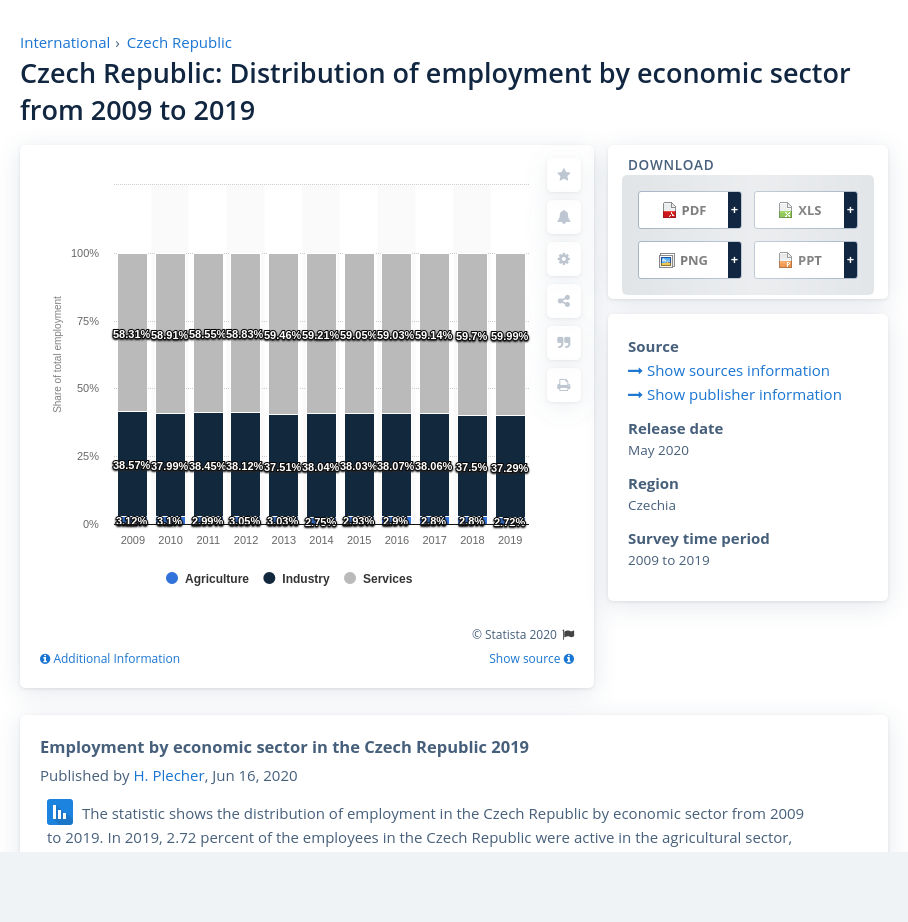 International › Czech Republic
Czech Republic: Distribution of employment by economic sector
from 2009 to 2019
DOWNLOAD
PDF +
XLS +
PNG +
PPT +
Share of total employment
100%
75%
50%
25%
0%
58.31% 58.91% 58.55% 58.83% 59.46% 59.21% 59.05% 59.03% 59.14% 59.7% 59.99%
38.57% 37.99% 38.45% 38.12% 37.51% 38.04% 38.03% 38.07% 38.06% 37.5% 37.29%
3.12% 3.1% 2.99% 3.05% 3.03% 2.75% 2.93% 2.9% 2.8% 2.8% 2.72%
2009 2010 2011 2012 2013 2014 2015 2016 2017 2018 2019
Agriculture Industry Services
© Statista 2020
Additional Information
Show source
Source
Show sources information
Show publisher information
Release date
May 2020
Region
Czechia
Survey time period
2009 to 2019
Employment by economic sector in the Czech Republic 2019
Published by H. Plecher, Jun 16, 2020
The statistic shows the distribution of employment in the Czech Republic by economic sector from 2009
to 2019. In 2019, 2.72 percent of the employees in the Czech Republic were active in the agricultural sector,